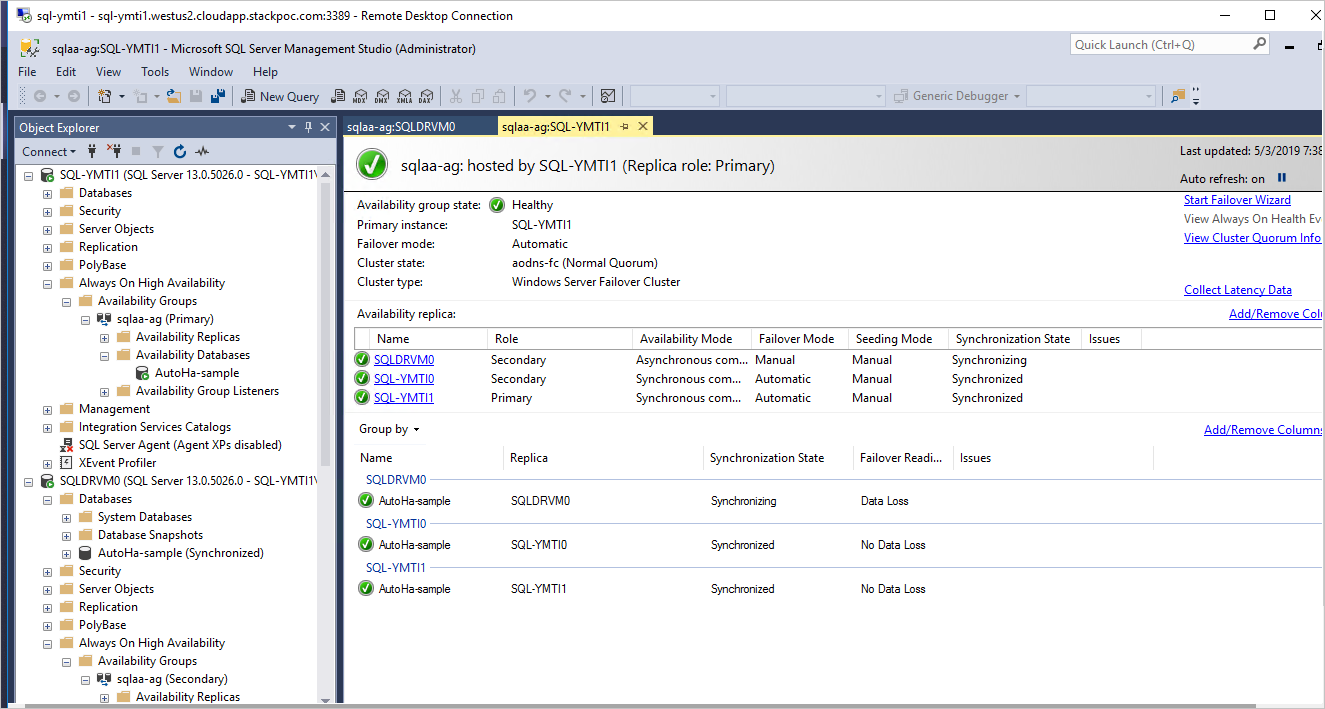 sql-ymti1 - sql-ymti1.westus2.cloudapp.stackpoc.com:3389 - Remote Desktop Connection
sqlaa-ag:SQL-YMTI1 - Microsoft SQL Server Management Studio (Administrator)
Quick Launch (Ctrl+Q)
File Edit View Tools Window Help
New Query MDX DMX XMLA DAX Generic Debugger
Object Explorer
Connect
SQL-YMTI1 (SQL Server 13.0.5026.0 - SQL-YMTI1\
Databases
Security
Server Objects
Replication
PolyBase
Always On High Availability
Availability Groups
sqlaa-ag (Primary)
Availability Replicas
Availability Databases
AutoHa-sample
Availability Group Listeners
Management
Integration Services Catalogs
SQL Server Agent (Agent XPs disabled)
XEvent Profiler
SQLDRVM0 (SQL Server 13.0.5026.0 - SQL-YMTI1\
Databases
System Databases
Database Snapshots
AutoHa-sample (Synchronized)
Security
Server Objects
Replication
PolyBase
Always On High Availability
Availability Groups
sqlaa-ag (Secondary)
Availability Replicas
sqlaa-ag:SQLDRVM0 sqlaa-ag:SQL-YMTI1
sqlaa-ag: hosted by SQL-YMTI1 (Replica role: Primary)
Last updated: 5/3/2019 7:38
Auto refresh: on
Availability group state: Healthy
Primary instance: SQL-YMTI1
Failover mode: Automatic
Cluster state: aodns-fc (Normal Quorum)
Cluster type: Windows Server Failover Cluster
Start Failover Wizard
View Always On Health Ev
View Cluster Quorum Info
Collect Latency Data
Availability replica: Add/Remove Colu
Name Role Availability Mode Failover Mode Seeding Mode Synchronization State Issues
SQLDRVM0 Secondary Asynchronous com... Manual Manual Synchronizing
SQL-YMTI0 Secondary Synchronous com... Automatic Manual Synchronized
SQL-YMTI1 Primary Synchronous com... Automatic Manual Synchronized
Group by Add/Remove Columns
Name Replica Synchronization State Failover Readi... Issues
SQLDRVM0
AutoHa-sample SQLDRVM0 Synchronizing Data Loss
SQL-YMTI0
AutoHa-sample SQL-YMTI0 Synchronized No Data Loss
SQL-YMTI1
AutoHa-sample SQL-YMTI1 Synchronized No Data Loss